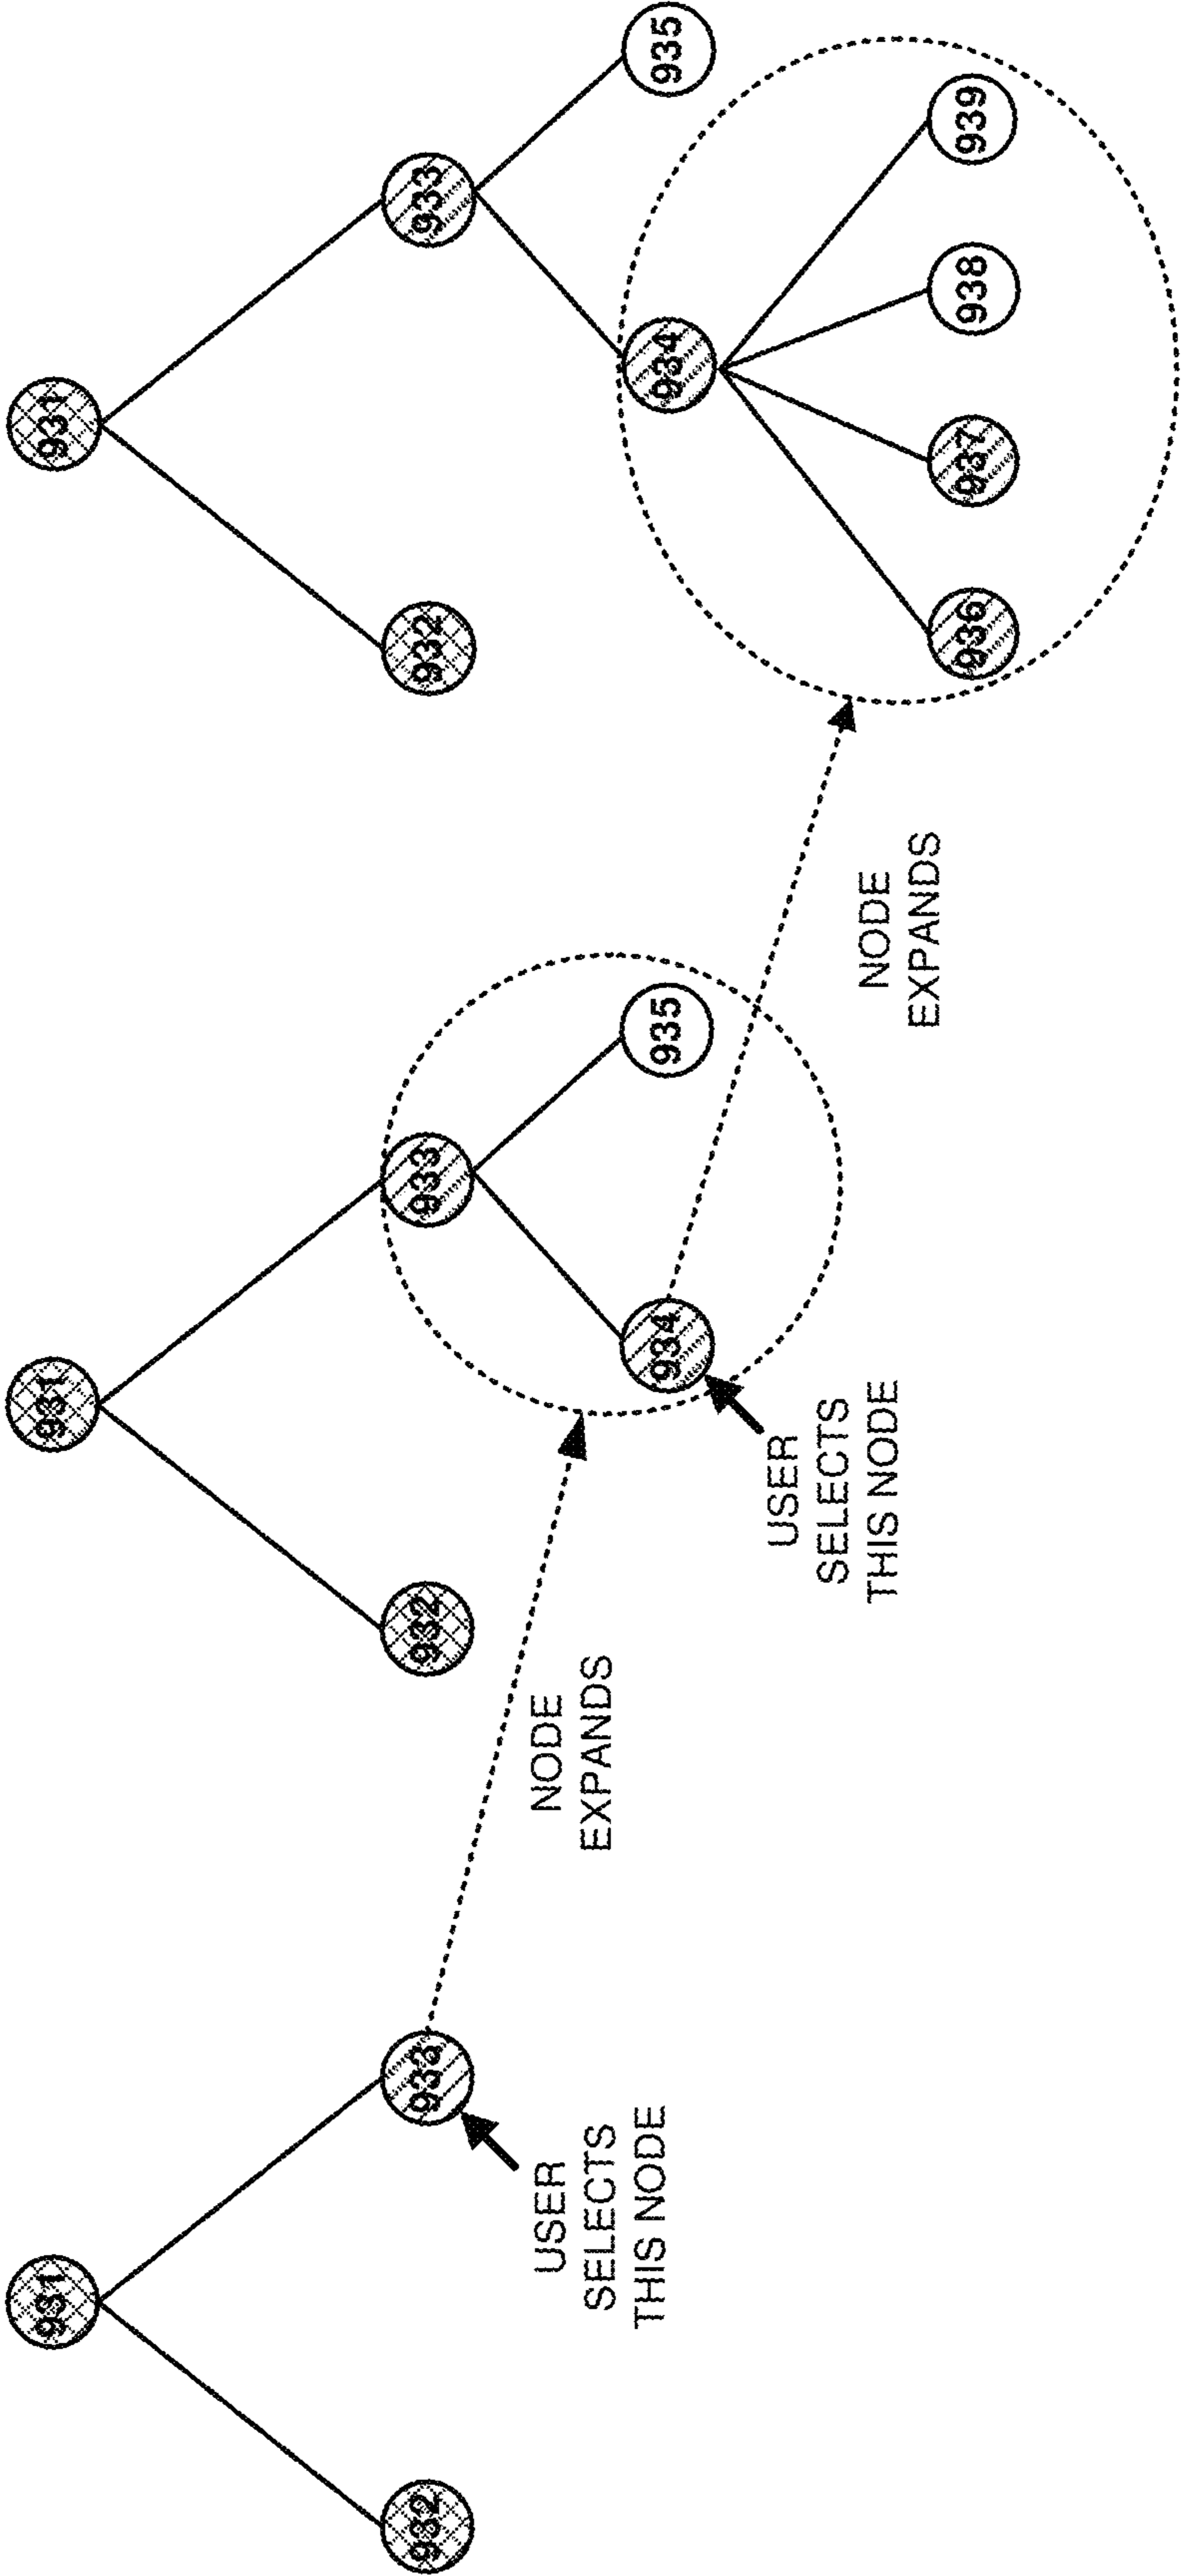 931
932
933
USER
SELECTS
THIS NODE
NODE
EXPANDS
931
932
933
934
935
USER
SELECTS
THIS NODE
NODE
EXPANDS
931
932
933
934
935
936
937
938
939